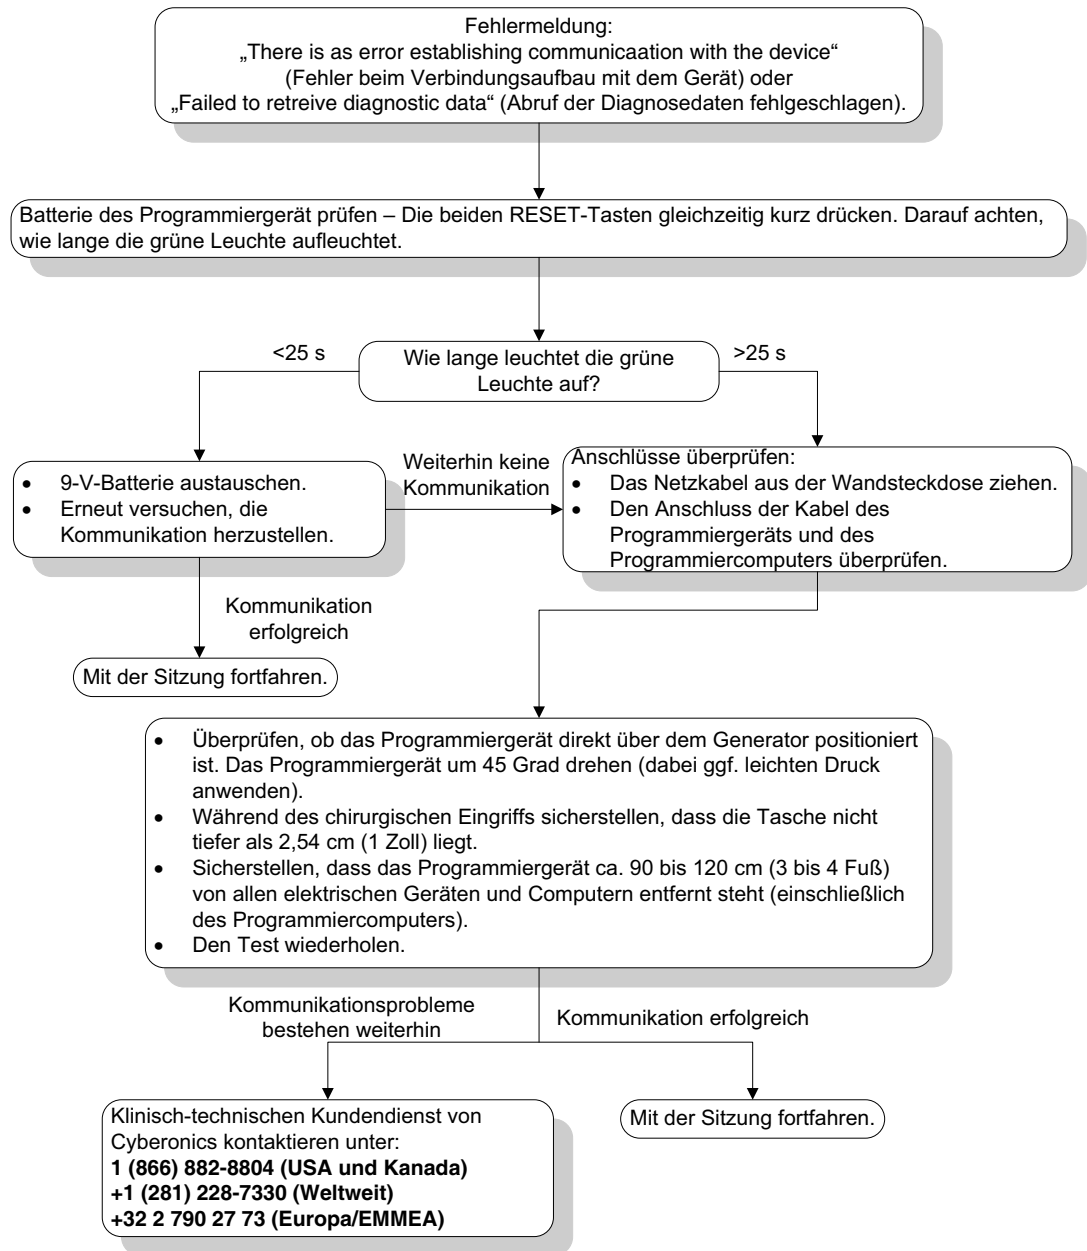 Fehlermeldung:
„There is as error establishing communicaation with the device“
(Fehler beim Verbindungsaufbau mit dem Gerät) oder
„Failed to retreive diagnostic data“ (Abruf der Diagnosedaten fehlgeschlagen).
Batterie des Programmiergerät prüfen – Die beiden RESET-Tasten gleichzeitig kurz drücken. Darauf achten,
wie lange die grüne Leuchte aufleuchtet.
<25 s
Wie lange leuchtet die grüne
Leuchte auf?
>25 s
• 9-V-Batterie austauschen.
• Erneut versuchen, die
Kommunikation herzustellen.
Weiterhin keine
Kommunikation
Anschlüsse überprüfen:
• Das Netzkabel aus der Wandsteckdose ziehen.
• Den Anschluss der Kabel des
Programmiergeräts und des
Programmiercomputers überprüfen.
Kommunikation
erfolgreich
Mit der Sitzung fortfahren.
• Überprüfen, ob das Programmiergerät direkt über dem Generator positioniert
ist. Das Programmiergerät um 45 Grad drehen (dabei ggf. leichten Druck
anwenden).
• Während des chirurgischen Eingriffs sicherstellen, dass die Tasche nicht
tiefer als 2,54 cm (1 Zoll) liegt.
• Sicherstellen, dass das Programmiergerät ca. 90 bis 120 cm (3 bis 4 Fuß)
von allen elektrischen Geräten und Computern entfernt steht (einschließlich
des Programmiercomputers).
• Den Test wiederholen.
Kommunikationsprobleme
bestehen weiterhin
Kommunikation erfolgreich
Klinisch-technischen Kundendienst von
Cyberonics kontaktieren unter:
1 (866) 882-8804 (USA und Kanada)
+1 (281) 228-7330 (Weltweit)
+32 2 790 27 73 (Europa/EMMEA)
Mit der Sitzung fortfahren.